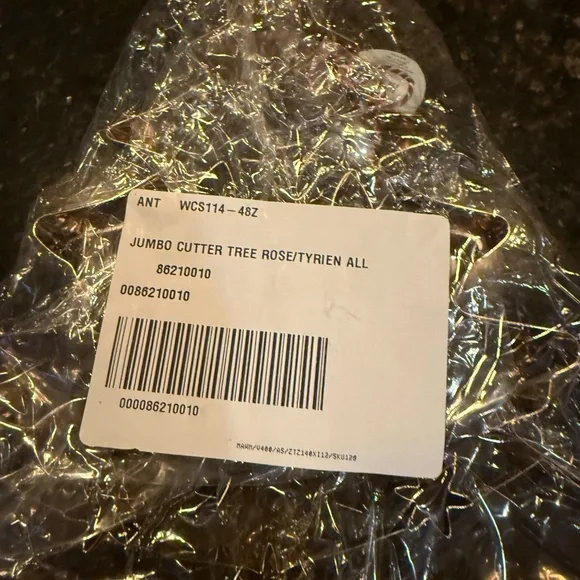 ANT WCS114-48Z
JUMBO CUTTER TREE ROSE/TYRIEN ALL
86210010
0086210010
000086210010
MAHM/V400/AS/ZTZ140X112/SKU120